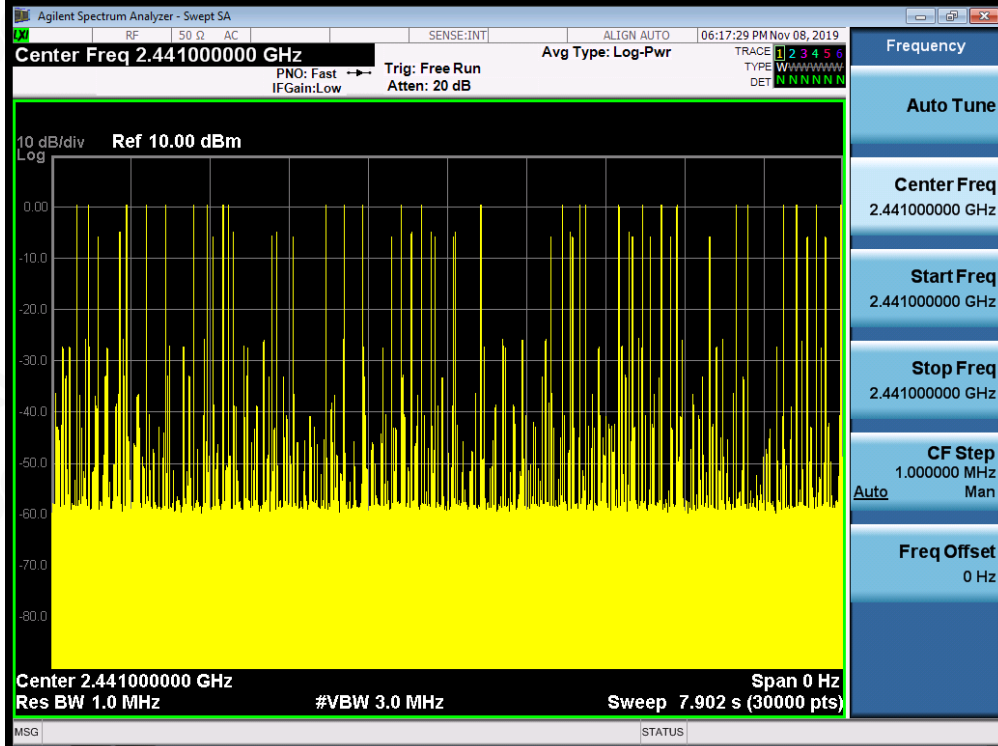 Agilent Spectrum Analyzer - Swept SA
LXI RF 50 Ω AC SENSE:INT ALIGN AUTO 06:17:29 PM Nov 08, 2019
Center Freq 2.441000000 GHz
PNO: Fast
IFGain:Low
Trig: Free Run
Atten: 20 dB
Avg Type: Log-Pwr
TRACE 1 2 3 4 5 6
TYPE WWWWWW
DET N N N N N N
10 dB/div Ref 10.00 dBm
Log
0.00
-10.0
-20.0
-30.0
-40.0
-50.0
-60.0
-70.0
-80.0
Center 2.441000000 GHz Span 0 Hz
Res BW 1.0 MHz #VBW 3.0 MHz Sweep 7.902 s (30000 pts)
MSG STATUS
Frequency
Auto Tune
Center Freq
2.441000000 GHz
Start Freq
2.441000000 GHz
Stop Freq
2.441000000 GHz
CF Step
1.000000 MHz
Auto Man
Freq Offset
0 Hz